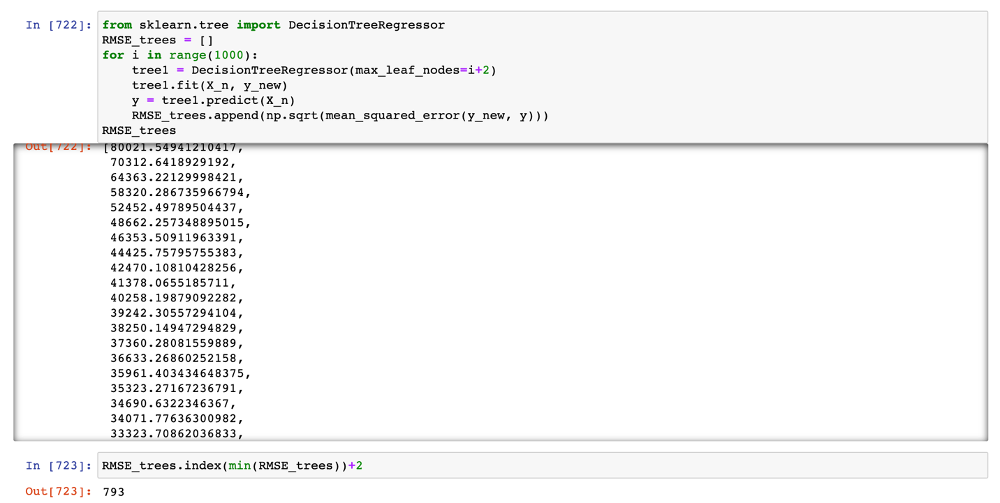 In [722]: from sklearn.tree import DecisionTreeRegressor
RMSE_trees = []
for i in range(1000):
    tree1 = DecisionTreeRegressor(max_leaf_nodes=i+2)
    tree1.fit(X_n, y_new)
    y = tree1.predict(X_n)
    RMSE_trees.append(np.sqrt(mean_squared_error(y_new, y)))
RMSE_trees
Out[722]: [80021.54941210417,
70312.6418929192,
64363.22129998421,
58320.286735966794,
52452.49789504437,
48662.257348895015,
46353.50911963391,
44425.75795755383,
42470.10810428256,
41378.0655185711,
40258.19879092282,
39242.30557294104,
38250.14947294829,
37360.28081559889,
36633.26860252158,
35961.403434648375,
35323.27167236791,
34690.6322346367,
34071.77636300982,
33323.70862036833,
In [723]: RMSE_trees.index(min(RMSE_trees))+2
Out[723]: 793